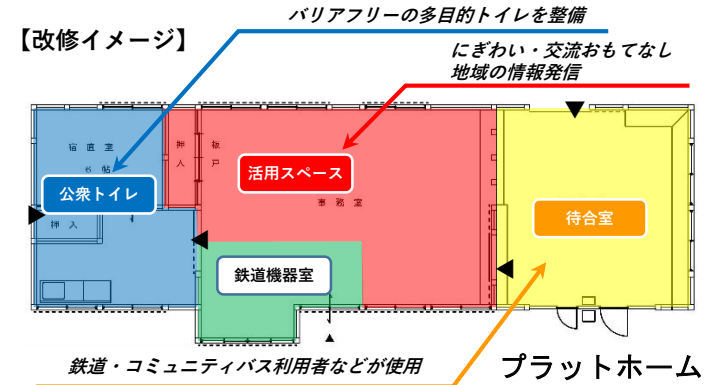 バリアフリーの多目的トイレを整備
【改修イメージ】
にぎわい・交流おもてなし
地域の情報発信
宿直室
6帖
押入
板戸
活用スペース
公衆トイレ
事務室
待合室
押入
鉄道機器室
鉄道・コミュニティバス利用者などが使用
プラットホーム